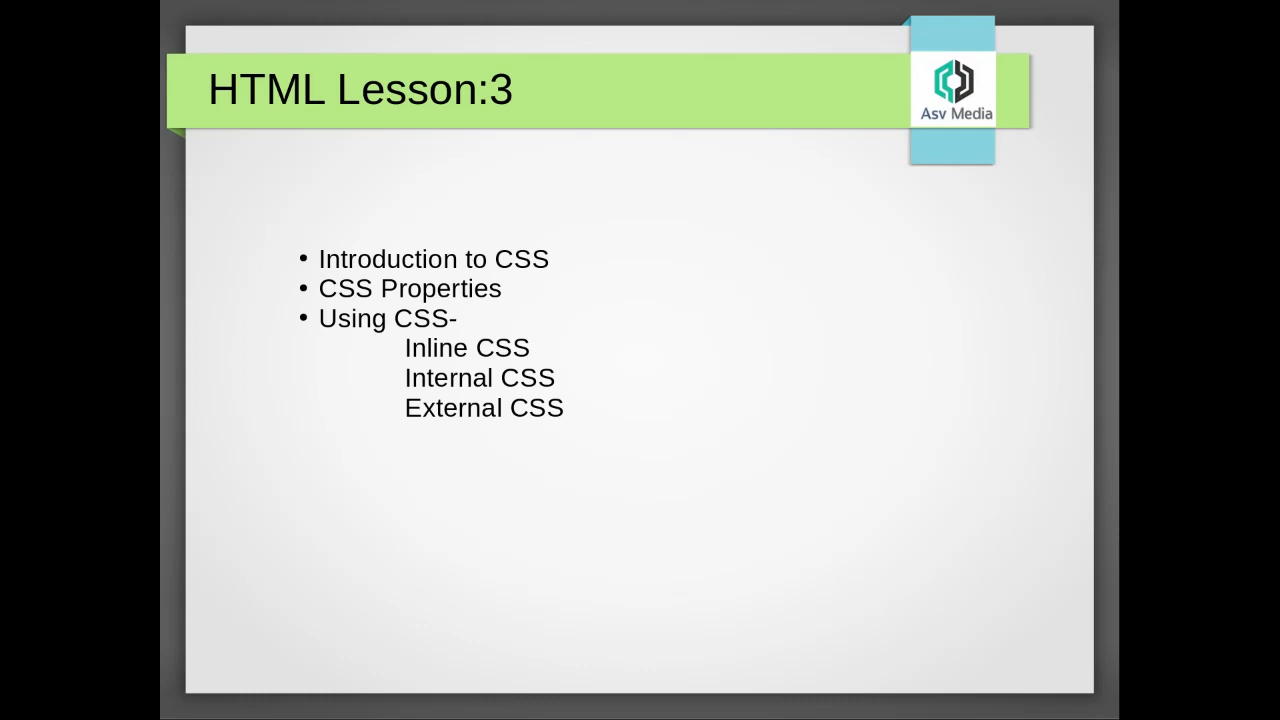 HTML Lesson:3
Asv Media
• Introduction to CSS
• CSS Properties
• Using CSS-
Inline CSS
Internal CSS
External CSS